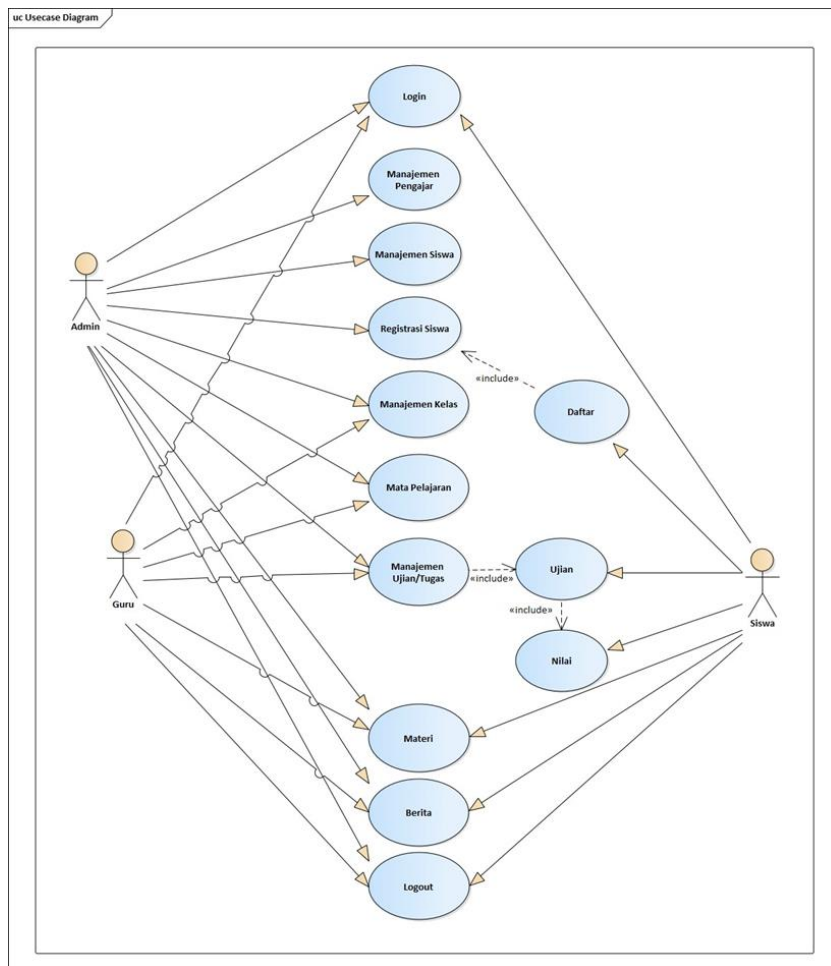 uc Usecase Diagram
Login
Manajemen
Pengajar
Manajemen Siswa
Admin
Registrasi Siswa
«include»
Manajemen Kelas
Daftar
Mata Pelajaran
Guru
Manajemen
Ujian/Tugas
«include»
Ujian
Siswa
«include»
Nilai
Materi
Berita
Logout